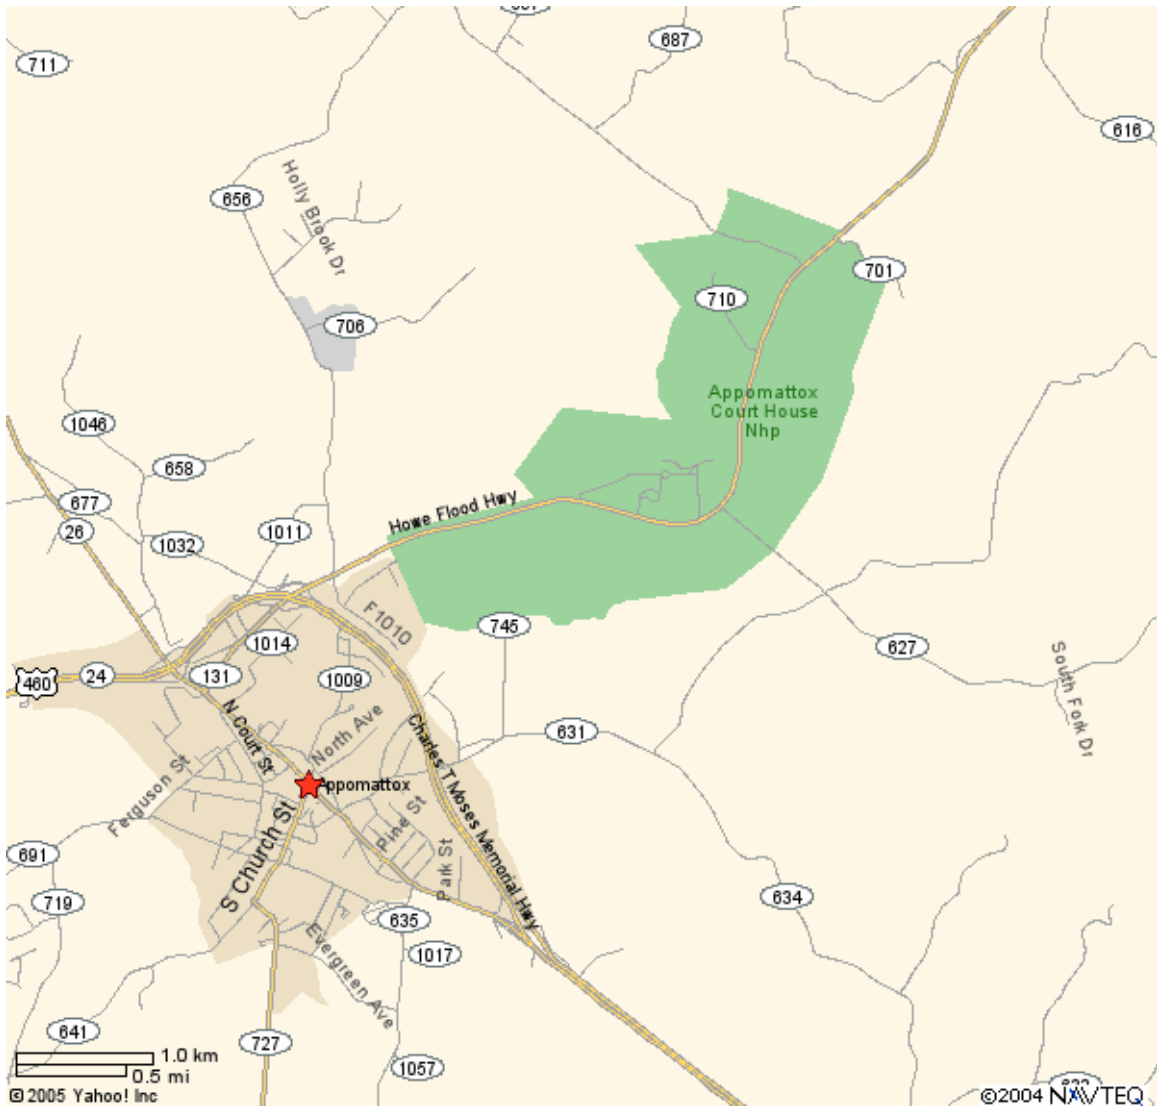 687
711
616
656
Holly Brook Dr
701
710
706
Appomattox
Court House
Nhp
1046
658
677
26
Howe Flood Hwy
1011
1032
F1010
745
1014
627
460
24
131
1009
South Fork Dr
N Court St
North Ave
631
Charles T Moses Memorial Hwy
Ferguson St
Appomattox
Pine St
S Church St
Park St
691
719
634
635
Evergreen Ave
1017
641
727
1.0 km
0.5 mi
1057
© 2005 Yahoo! Inc
©2004 NAVTEQ